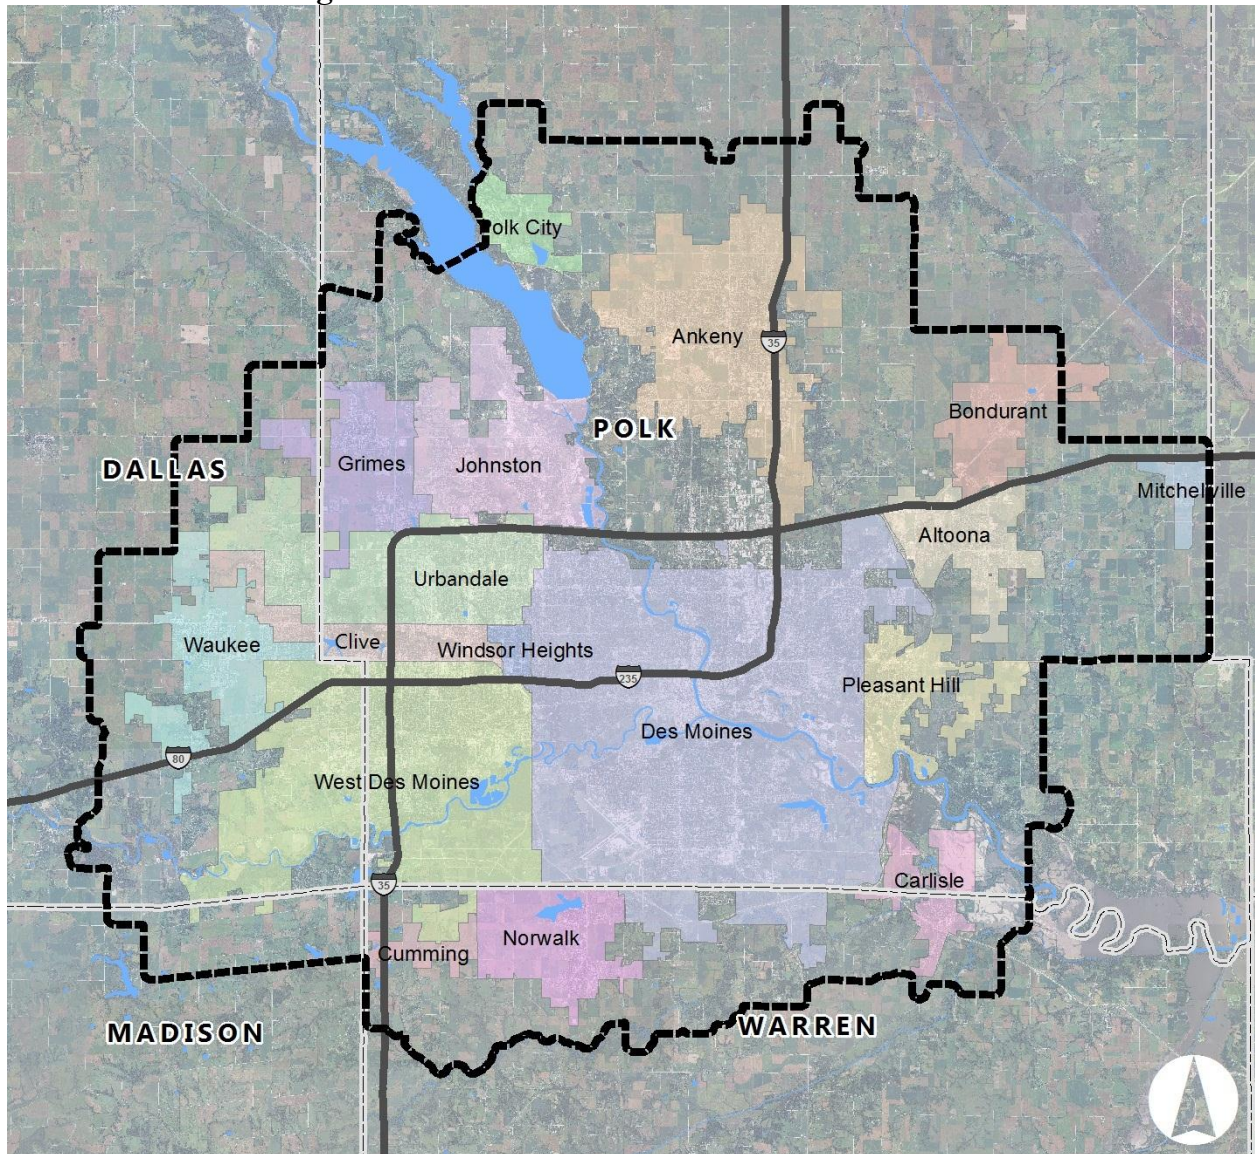 olk City
Ankeny
35
Bondurant
POLK
DALLAS
Grimes
Johnston
Mitchellville
Altoona
Urbandale
Waukee
Clive
Windsor Heights
235
Pleasant Hill
Des Moines
80
West Des Moines
35
Carlisle
Norwalk
Cumming
MADISON
WARREN